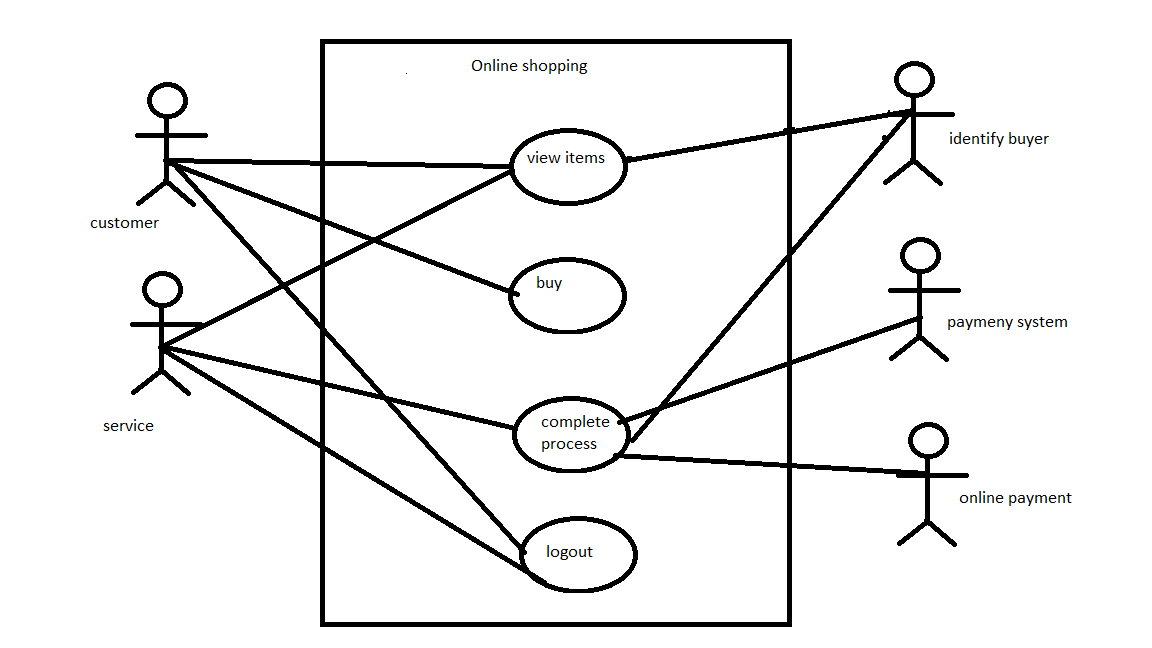 Online shopping
view items
identify buyer
customer
buy
paymeny system
service
complete
process
online payment
logout